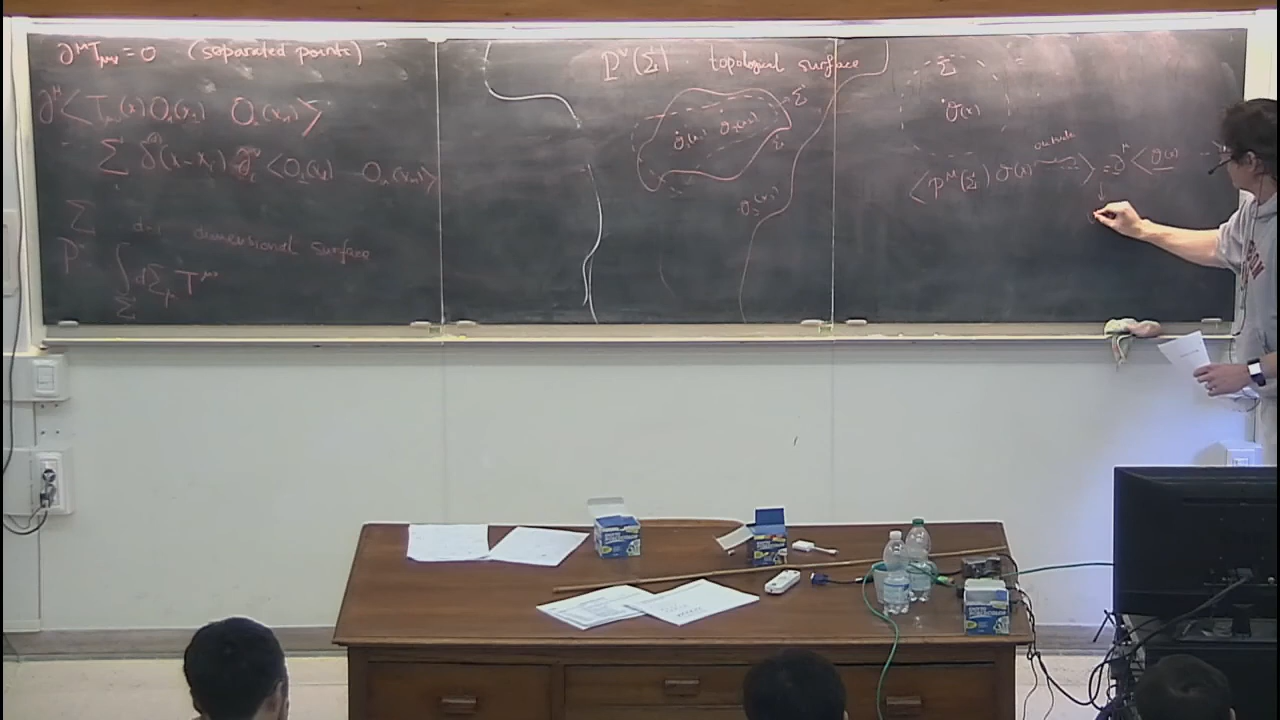 ∂^μ T_μν = 0 (separated points)
∂^μ < T_μν(x) O_1(x_1) O_n(x_n) >
Σ_i δ^(d)(x-x_i) ∂_i^ν < O_1(x_1) O_n(x_n) >
Σ d-1 dimensional surface
P^ν ∫_Σ dΣ_μ T^μν
P^ν(Σ) topological surface
Σ
Σ'
O_1(x_1) O_2(x_2)
O_3(x_3)
Σ
O(x)
outside
< P^μ(Σ) O(x) ---- > = ∂^μ < O(x) --- >